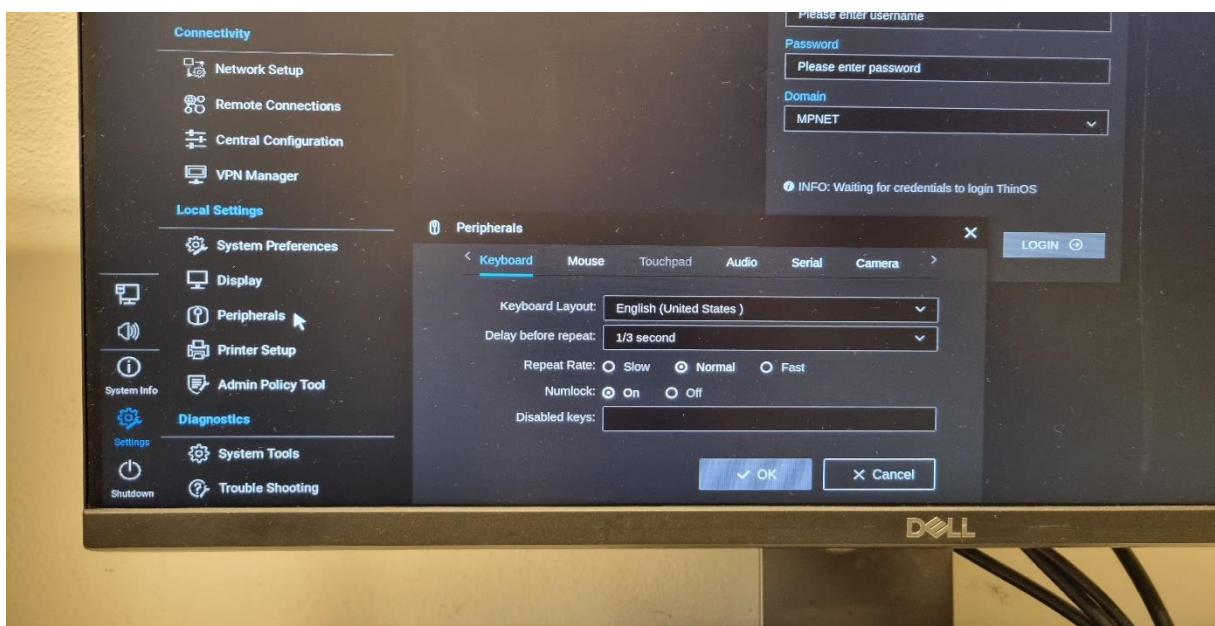 Connectivity
Network Setup
Remote Connections
Central Configuration
VPN Manager
Local Settings
System Preferences
Display
Peripherals
Printer Setup
Admin Policy Tool
Diagnostics
System Tools
Trouble Shooting
System Info
Settings
Shutdown
Please enter username
Password
Please enter password
Domain
MPNET
INFO: Waiting for credentials to login ThinOS
LOGIN
Peripherals
Keyboard Mouse Touchpad Audio Serial Camera
Keyboard Layout: English (United States )
Delay before repeat: 1/3 second
Repeat Rate: Slow Normal Fast
Numlock: On Off
Disabled keys:
OK Cancel
DELL